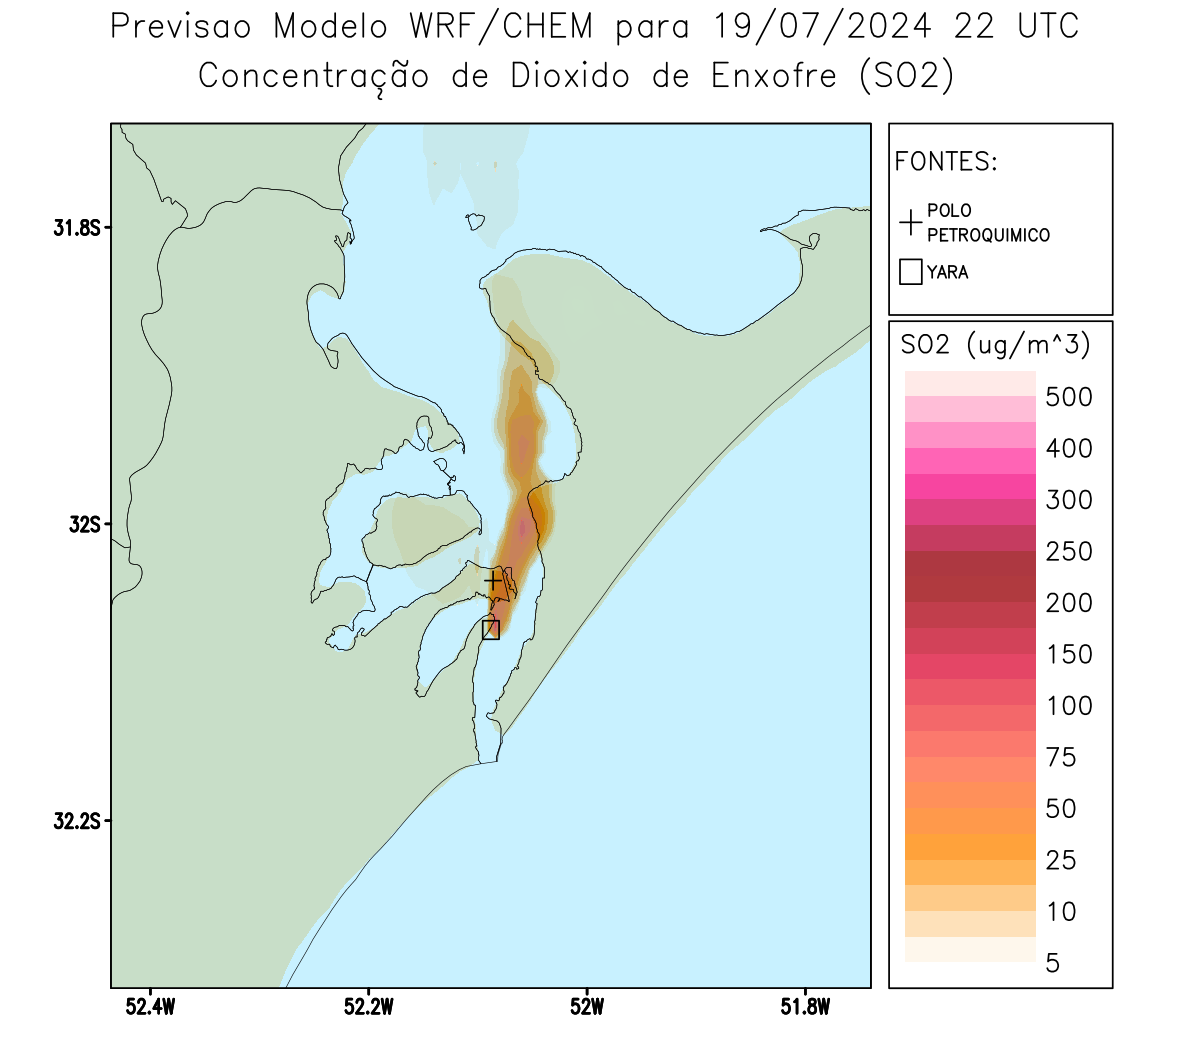 Previsao Modelo WRF/CHEM para 19/07/2024 22 UTC
Concentração de Dioxido de Enxofre (SO2)
FONTES:
POLO
PETROQUIMICO
YARA
31.8S
32S
32.2S
52.4W
52.2W
52W
51.8W
SO2 (ug/m^3)
500
400
300
250
200
150
100
75
50
25
10
5